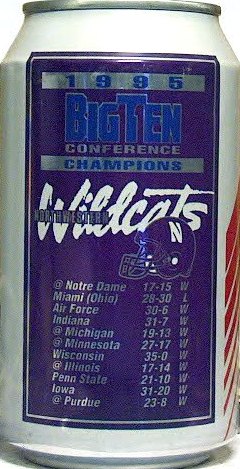 1995
BIGTEN
CONFERENCE
CHAMPIONS
NORTHWESTERN
Wildcats
N
@ Notre Dame 17-15 W
Miami (Ohio) 28-30 L
Air Force 30-6 W
Indiana 31-7 W
@ Michigan 19-13 W
@ Minnesota 27-17 W
Wisconsin 35-0 W
@ Illinois 17-14 W
Penn State 21-10 W
Iowa 31-20 W
@ Purdue 23-8 W